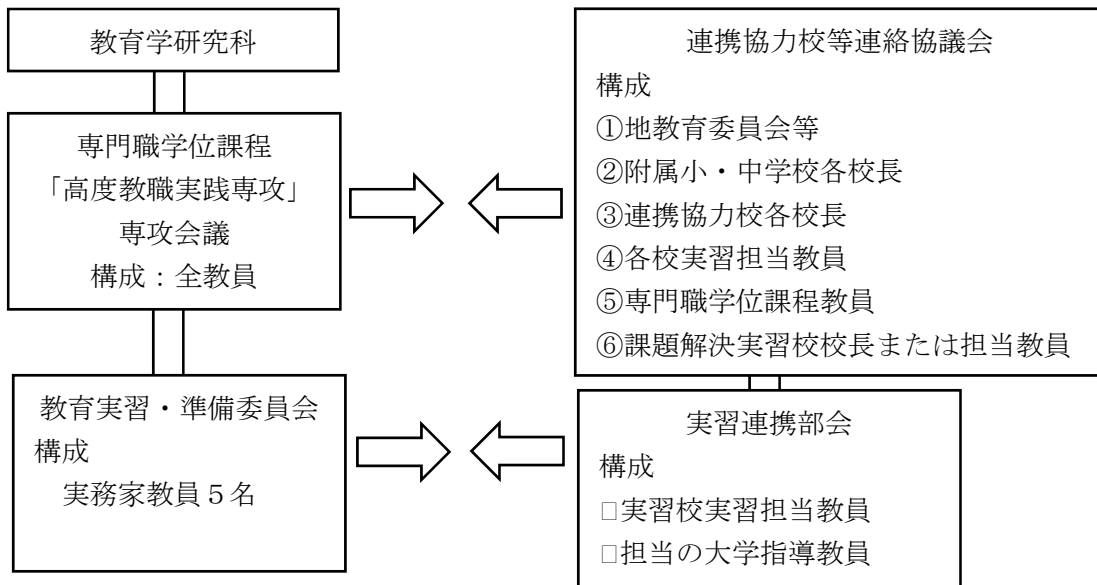 教育学研究科
専門職学位課程
「高度教職実践専攻」
専攻会議
構成：全教員
教育実習・準備委員会
構成
実務家教員５名
連携協力校等連絡協議会
構成
①地教育委員会等
②附属小・中学校各校長
③連携協力校各校長
④各校実習担当教員
⑤専門職学位課程教員
⑥課題解決実習校校長または担当教員
実習連携部会
構成
□実習校実習担当教員
□担当の大学指導教員